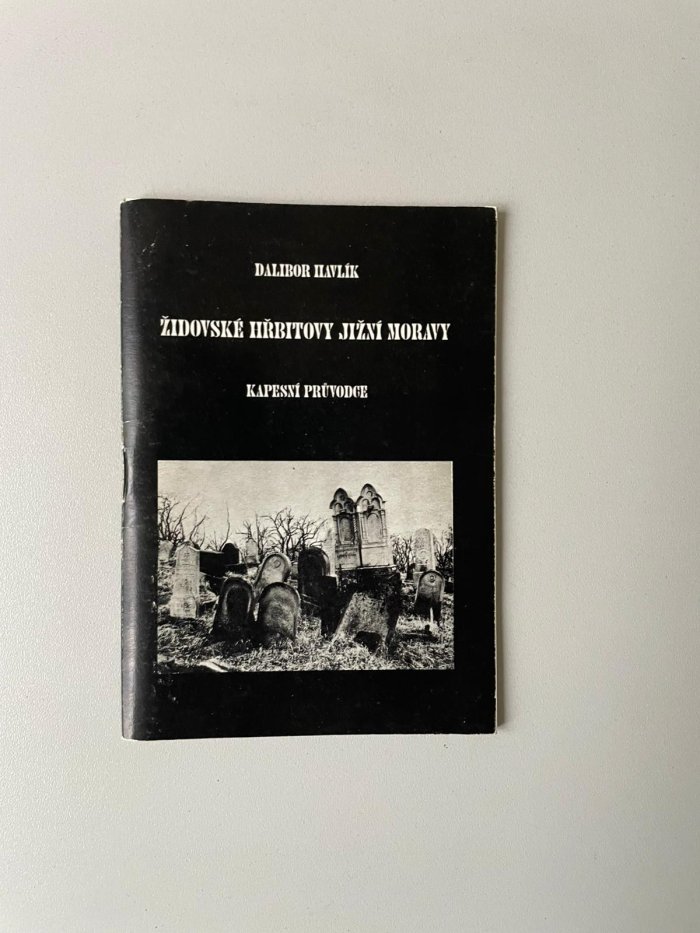 DALIBOR HAVLÍK
ŽIDOVSKÉ HŘBITOVY JIŽNÍ MORAVY
KAPESNÍ PRŮVODCE